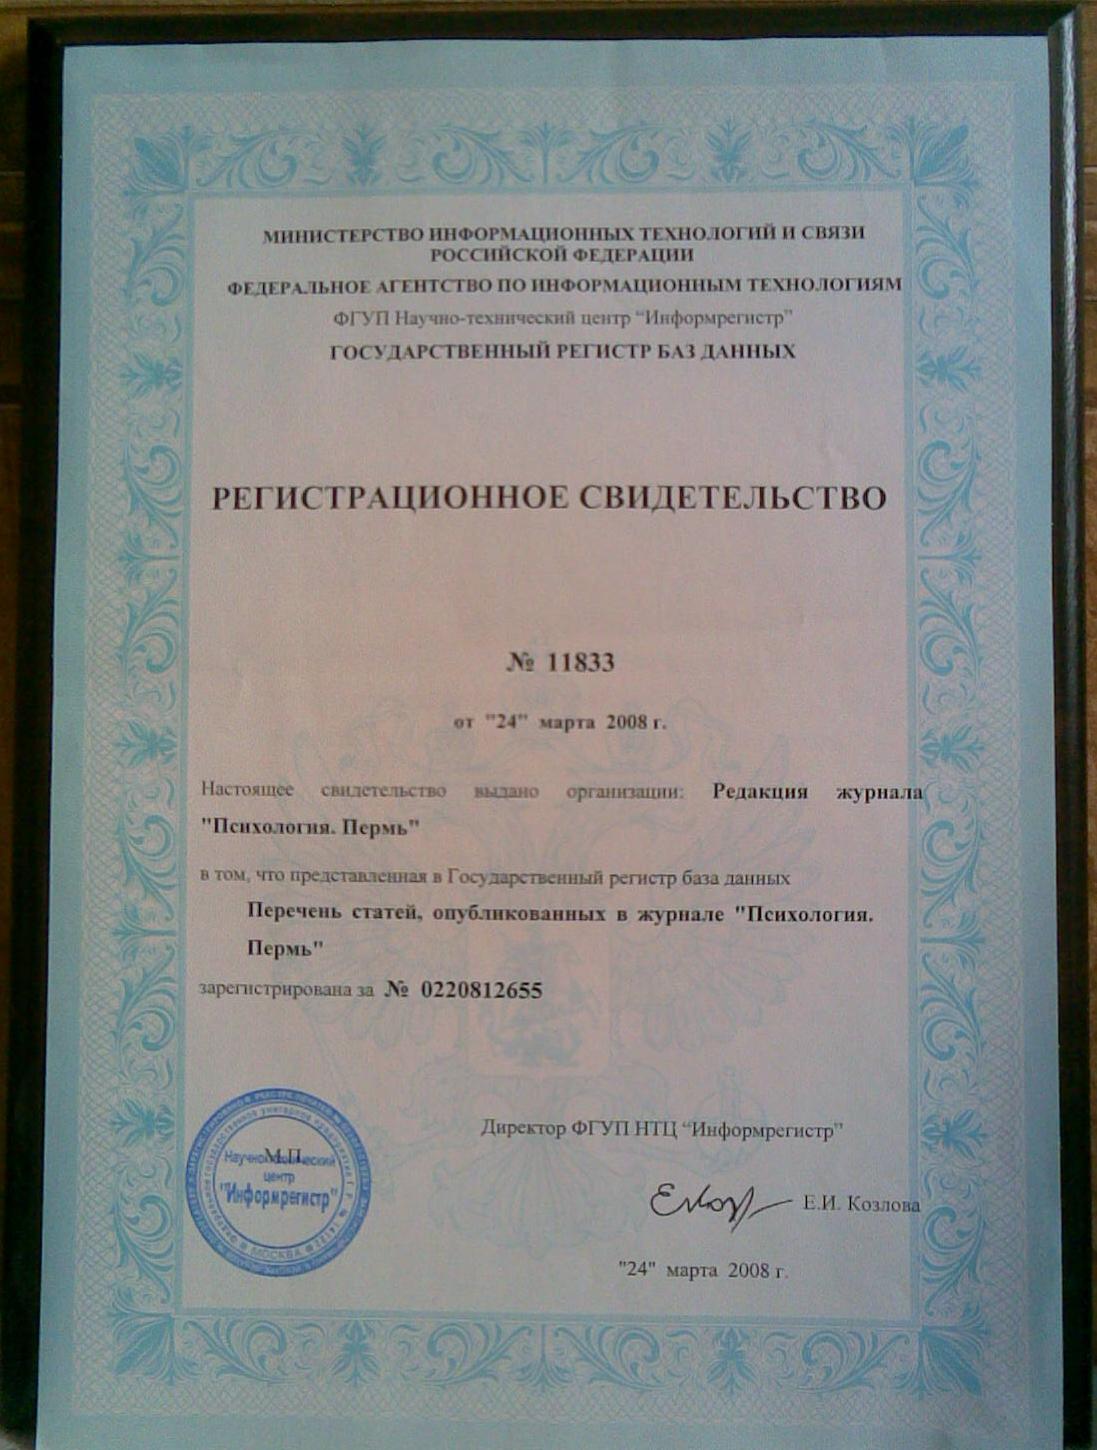 МИНИСТЕРСТВО ИНФОРМАЦИОННЫХ ТЕХНОЛОГИЙ И СВЯЗИ
РОССИЙСКОЙ ФЕДЕРАЦИИ
ФЕДЕРАЛЬНОЕ АГЕНТСТВО ПО ИНФОРМАЦИОННЫМ ТЕХНОЛОГИЯМ
ФГУП Научно-технический центр “Информрегистр”
ГОСУДАРСТВЕННЫЙ РЕГИСТР БАЗ ДАННЫХ
РЕГИСТРАЦИОННОЕ СВИДЕТЕЛЬСТВО
№ 11833
от "24" марта 2008 г.
Настоящее свидетельство выдано организации: Редакция журнала
"Психология. Пермь"
в том, что представленная в Государственный регистр база данных
Перечень статей, опубликованных в журнале "Психология.
Пермь"
зарегистрирована за № 0220812655
Директор ФГУП НТЦ “Информрегистр”
Е.И. Козлова
"24" марта 2008 г.
М.П.
Научно-технический
центр
"Информрегистр"
МОСКВА